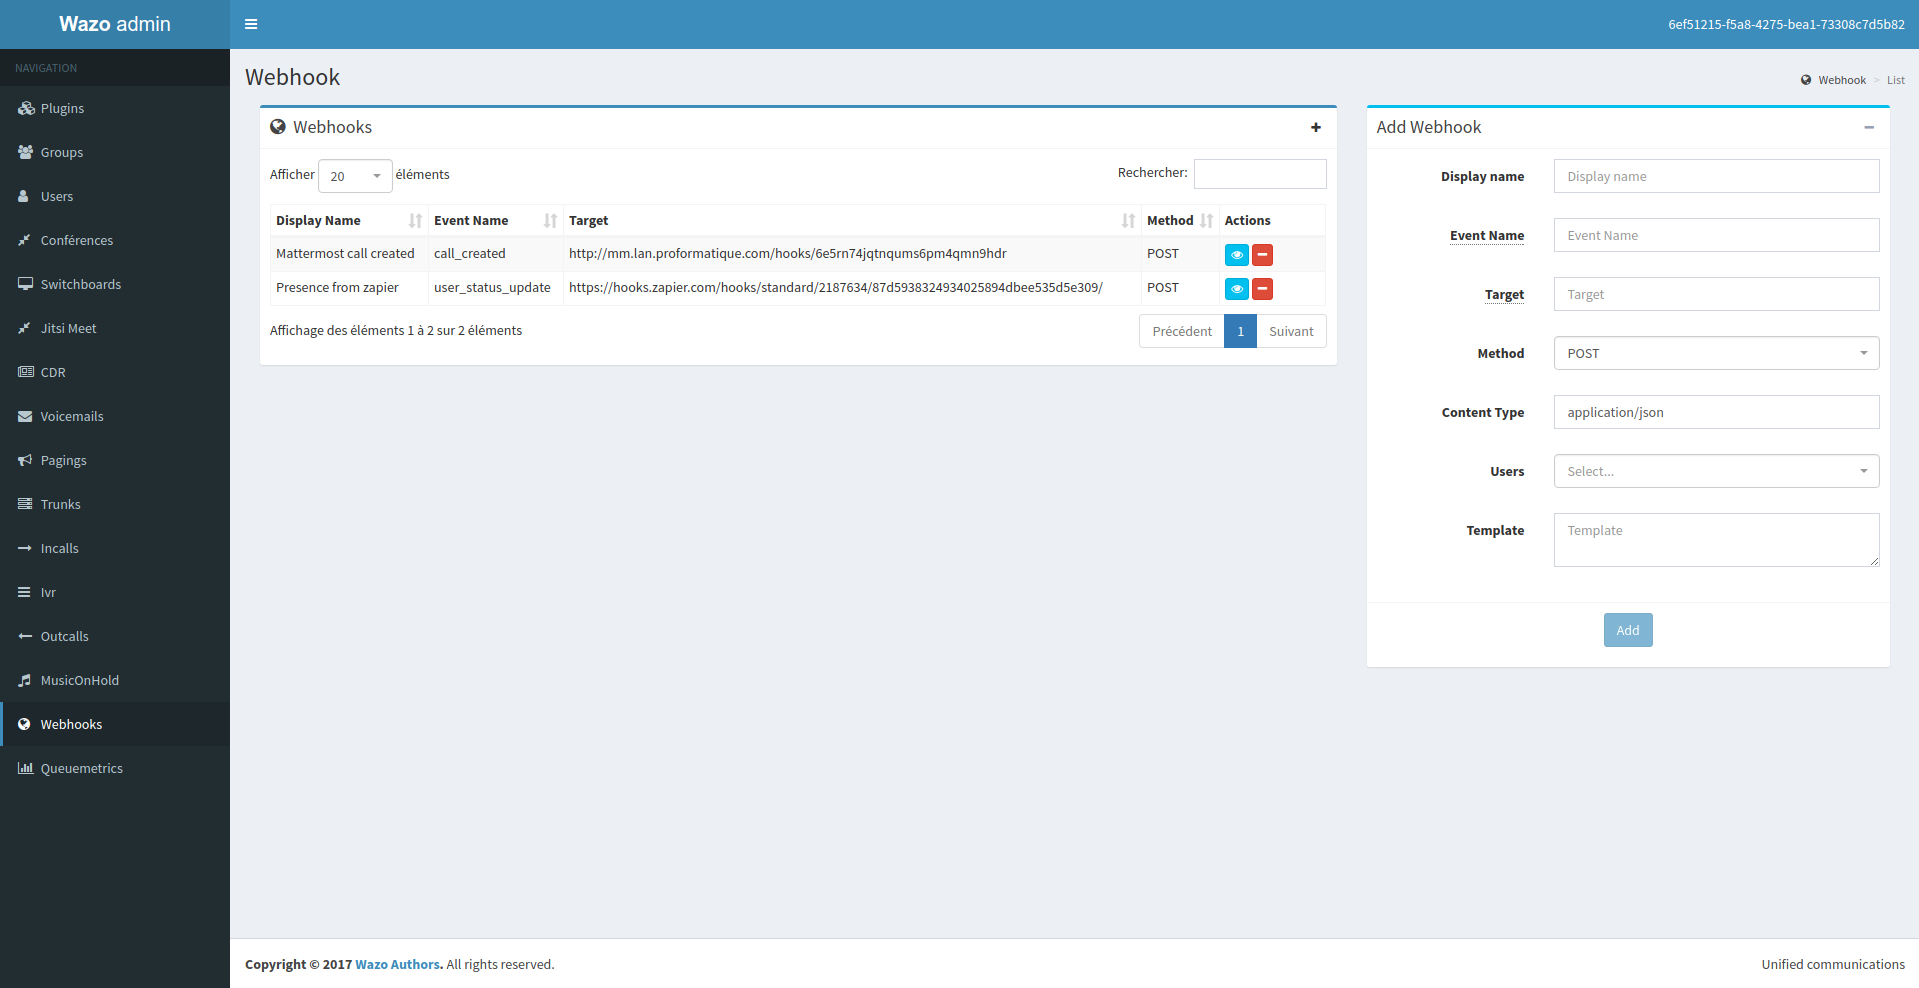 Wazo admin
6ef51215-f5a8-4275-bea1-73308c7d5b82
NAVIGATION
Plugins
Groups
Users
Conférences
Switchboards
Jitsi Meet
CDR
Voicemails
Pagings
Trunks
Incalls
Ivr
Outcalls
MusicOnHold
Webhooks
Queuemetrics
Webhook
Webhook > List
Webhooks
Afficher 20 éléments
Rechercher:
Display Name Event Name Target Method Actions
Mattermost call created call_created http://mm.lan.proformatique.com/hooks/6e5rn74jqtnqums6pm4qmn9hdr POST
Presence from zapier user_status_update https://hooks.zapier.com/hooks/standard/2187634/87d5938324934025894dbee535d5e309/ POST
Affichage des éléments 1 à 2 sur 2 éléments
Précédent 1 Suivant
Add Webhook
Display name Display name
Event Name Event Name
Target Target
Method POST
Content Type application/json
Users Select...
Template Template
Add
Copyright © 2017 Wazo Authors. All rights reserved.
Unified communications